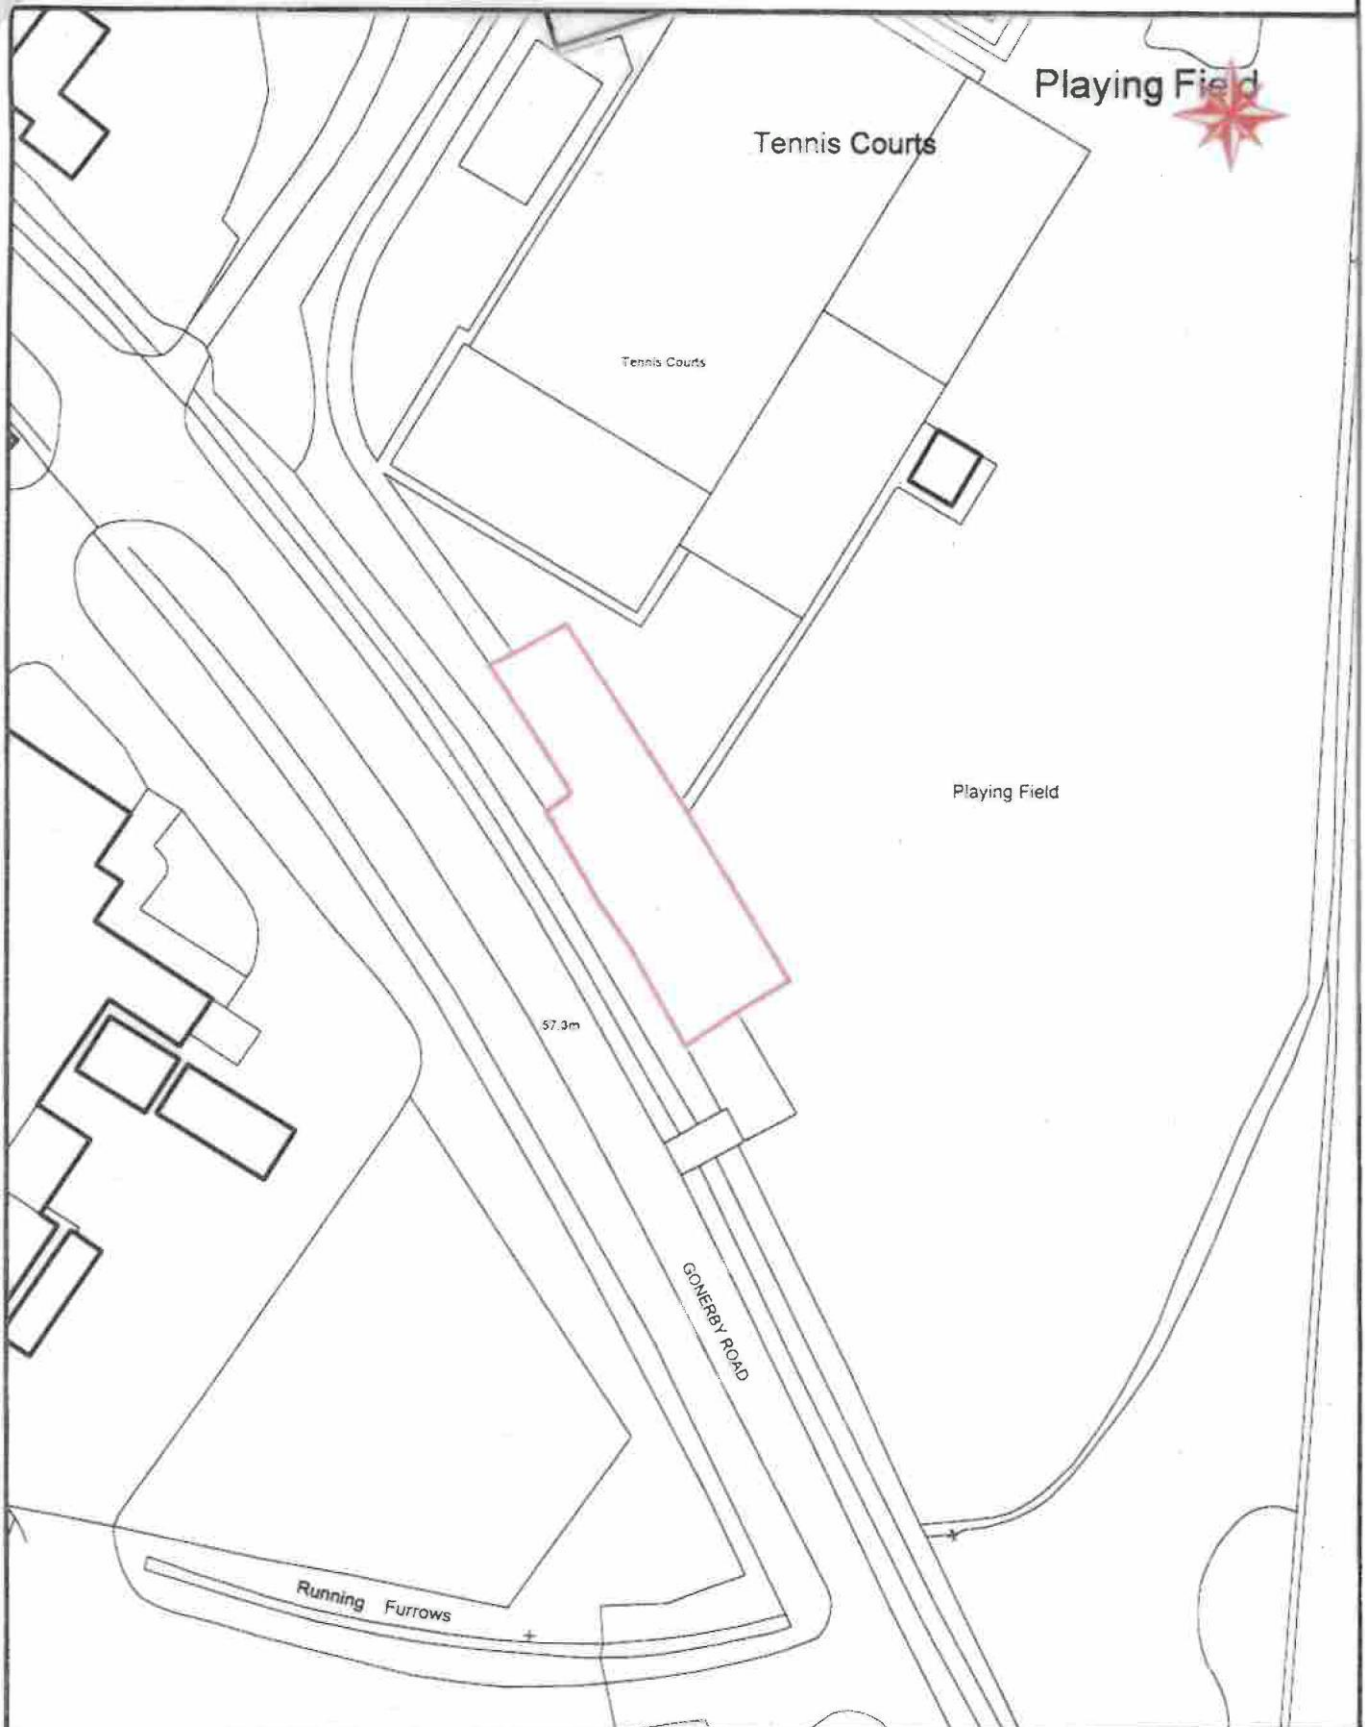 Playing Field
Tennis Courts
Tennis Courts
Playing Field
57.3m
GONERBY ROAD
Running Furrows